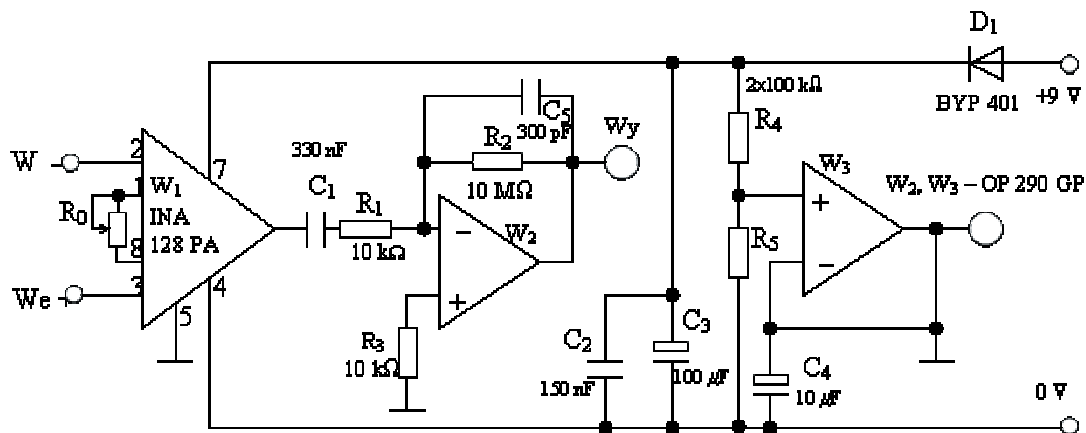 D1
BYP 401
+9 V
2x100 kΩ
R4
C5
300 pF
Wy
R2
10 MΩ
330 nF
C1
R1
10 kΩ
W
2
7
1
W1
INA
128 PA
R0
8
3
We
4
5
W2
W3
W2, W3 – OP 290 GP
R5
R3
10 kΩ
C2
150 nF
C3
100 μF
C4
10 μF
0 V
+
−
−
+